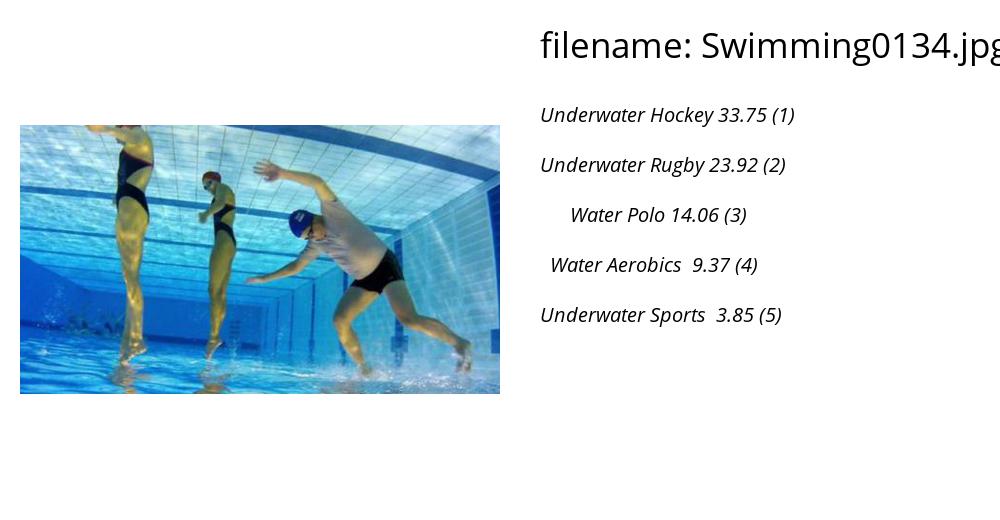 filename: Swimming0134.jpg
Underwater Hockey 33.75 (1)
Underwater Rugby 23.92 (2)
Water Polo 14.06 (3)
Water Aerobics 9.37 (4)
Underwater Sports 3.85 (5)